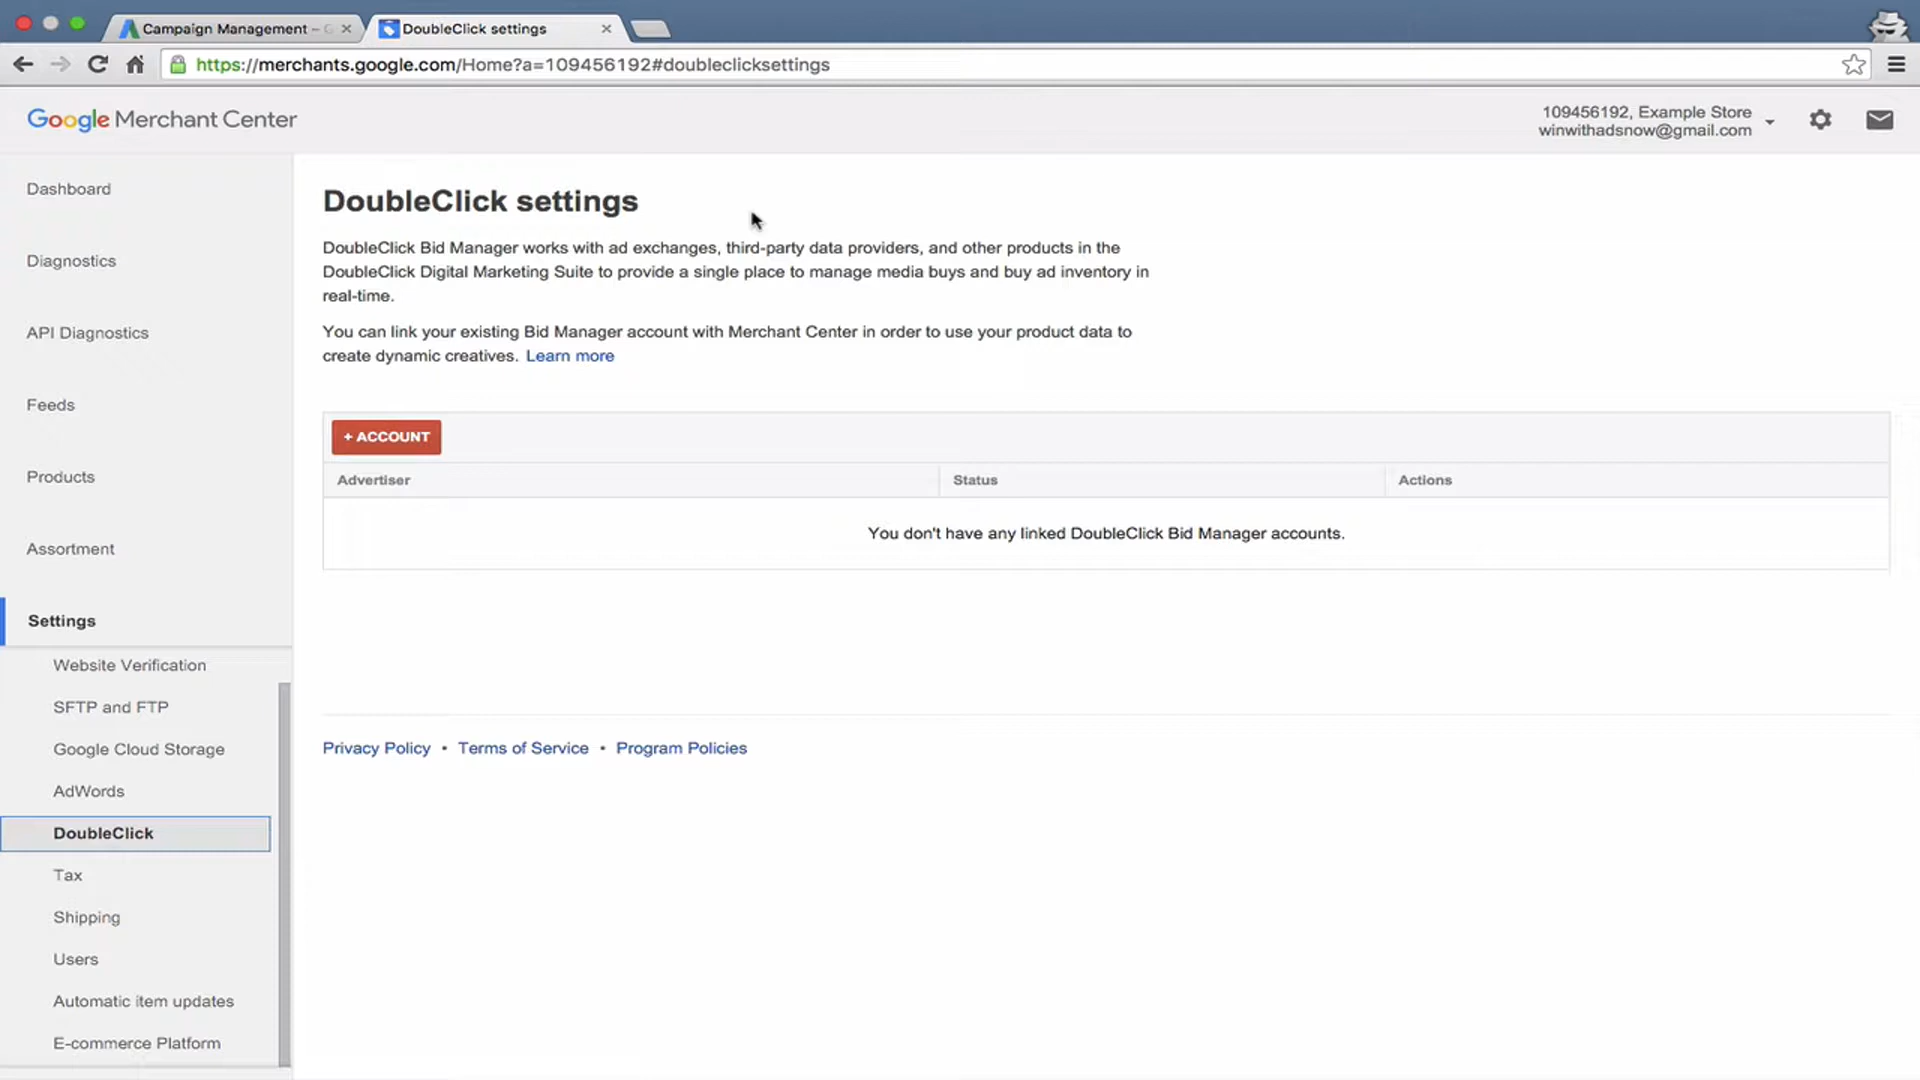 Campaign Management – G
DoubleClick settings
https://merchants.google.com/Home?a=109456192#doubleclicksettings
Google Merchant Center
109456192, Example Store
winwithadsnow@gmail.com
Dashboard
Diagnostics
API Diagnostics
Feeds
Products
Assortment
Settings
Website Verification
SFTP and FTP
Google Cloud Storage
AdWords
DoubleClick
Tax
Shipping
Users
Automatic item updates
E-commerce Platform
DoubleClick settings
DoubleClick Bid Manager works with ad exchanges, third-party data providers, and other products in the
DoubleClick Digital Marketing Suite to provide a single place to manage media buys and buy ad inventory in
real-time.
You can link your existing Bid Manager account with Merchant Center in order to use your product data to
create dynamic creatives. Learn more
+ ACCOUNT
Advertiser Status Actions
You don't have any linked DoubleClick Bid Manager accounts.
Privacy Policy • Terms of Service • Program Policies